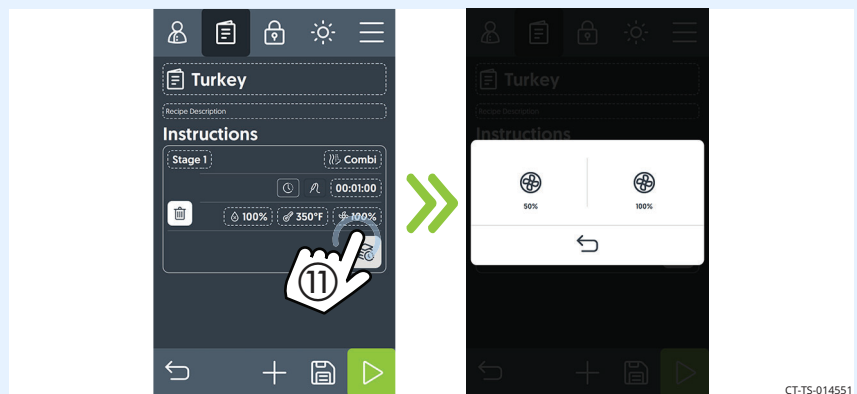 Turkey
Recipe Description
Instructions
Stage 1
Combi
00:01:00
100%
350°F
100%
11
Turkey
Recipe Description
Instructions
50%
100%
CT-TS-014551